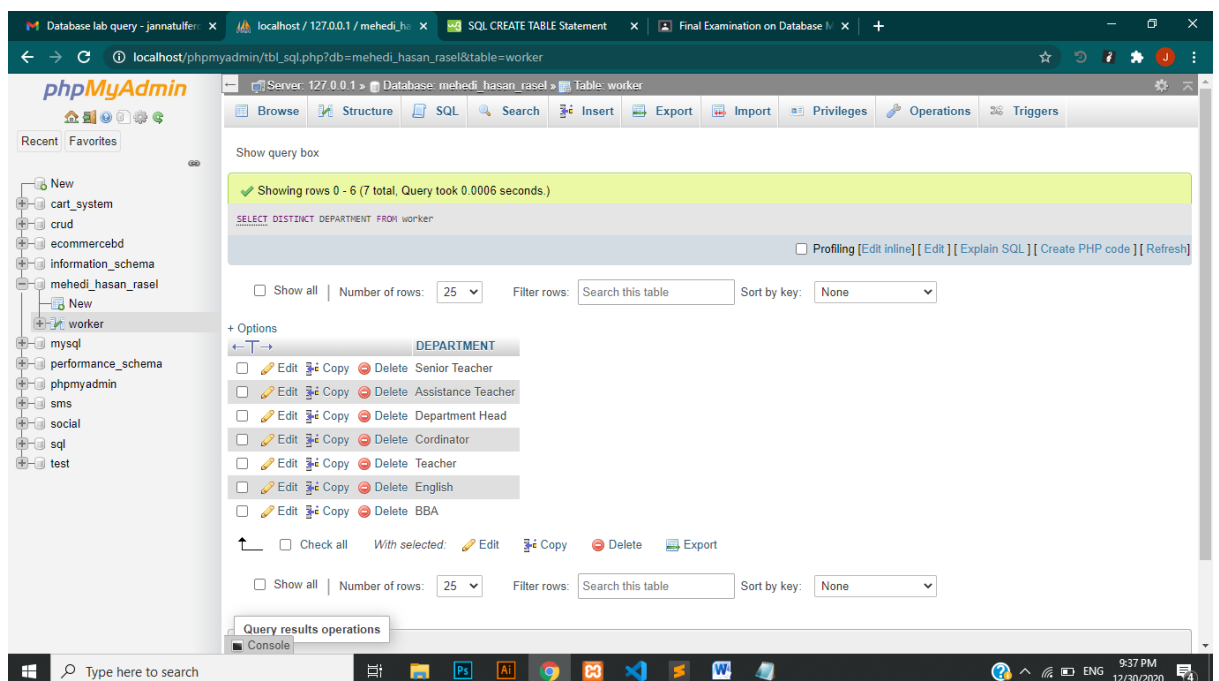 Database lab query - jannatulferc
localhost / 127.0.0.1 / mehedi_ha
SQL CREATE TABLE Statement
Final Examination on Database M
localhost/phpmyadmin/tbl_sql.php?db=mehedi_hasan_rasel&table=worker
J
phpMyAdmin
Recent Favorites
New
cart_system
crud
ecommercebd
information_schema
mehedi_hasan_rasel
New
worker
mysql
performance_schema
phpmyadmin
sms
social
sql
test
Server: 127.0.0.1 » Database: mehedi_hasan_rasel » Table: worker
Browse Structure SQL Search Insert Export Import Privileges Operations Triggers
Show query box
Showing rows 0 - 6 (7 total, Query took 0.0006 seconds.)
SELECT DISTINCT DEPARTMENT FROM worker
Profiling [Edit inline] [ Edit ] [ Explain SQL ] [ Create PHP code ] [ Refresh]
Show all | Number of rows: 25 Filter rows: Search this table Sort by key: None
+ Options
←T→ DEPARTMENT
Edit Copy Delete Senior Teacher
Edit Copy Delete Assistance Teacher
Edit Copy Delete Department Head
Edit Copy Delete Cordinator
Edit Copy Delete Teacher
Edit Copy Delete English
Edit Copy Delete BBA
Check all With selected: Edit Copy Delete Export
Show all | Number of rows: 25 Filter rows: Search this table Sort by key: None
Query results operations
Console
Type here to search
Ps
Ai
W
ENG
9:37 PM
12/30/2020
4